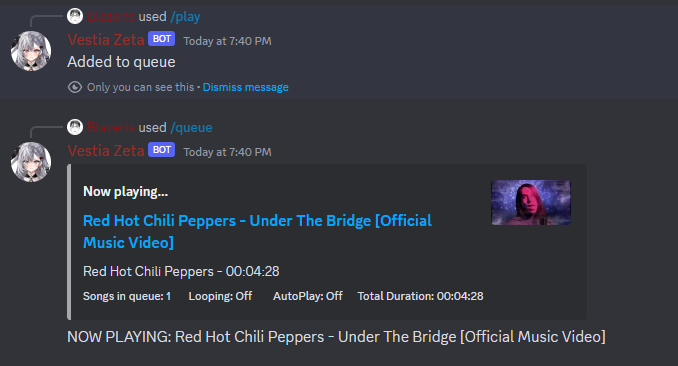 used /play
Vestia Zeta BOT Today at 7:40 PM
Added to queue
Only you can see this • Dismiss message
used /queue
Vestia Zeta BOT Today at 7:40 PM
Now playing...
Red Hot Chili Peppers - Under The Bridge [Official
Music Video]
Red Hot Chili Peppers - 00:04:28
Songs in queue: 1 Looping: Off AutoPlay: Off Total Duration: 00:04:28
NOW PLAYING: Red Hot Chili Peppers - Under The Bridge [Official Music Video]